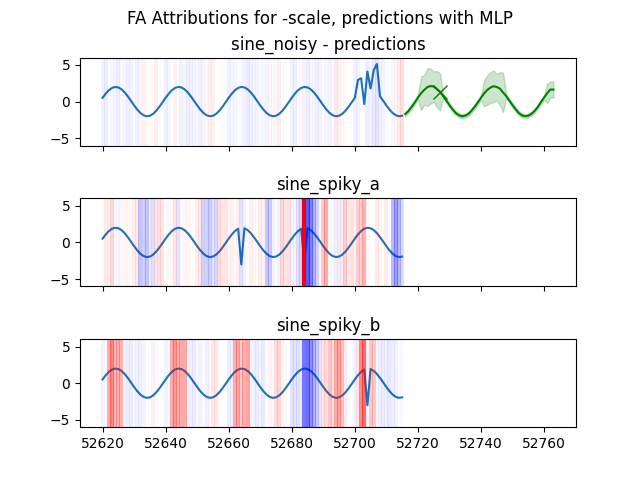 FA Attributions for -scale, predictions with MLP
sine_noisy - predictions
5
0
−5
sine_spiky_a
5
0
−5
sine_spiky_b
5
0
−5
52620 52640 52660 52680 52700 52720 52740 52760